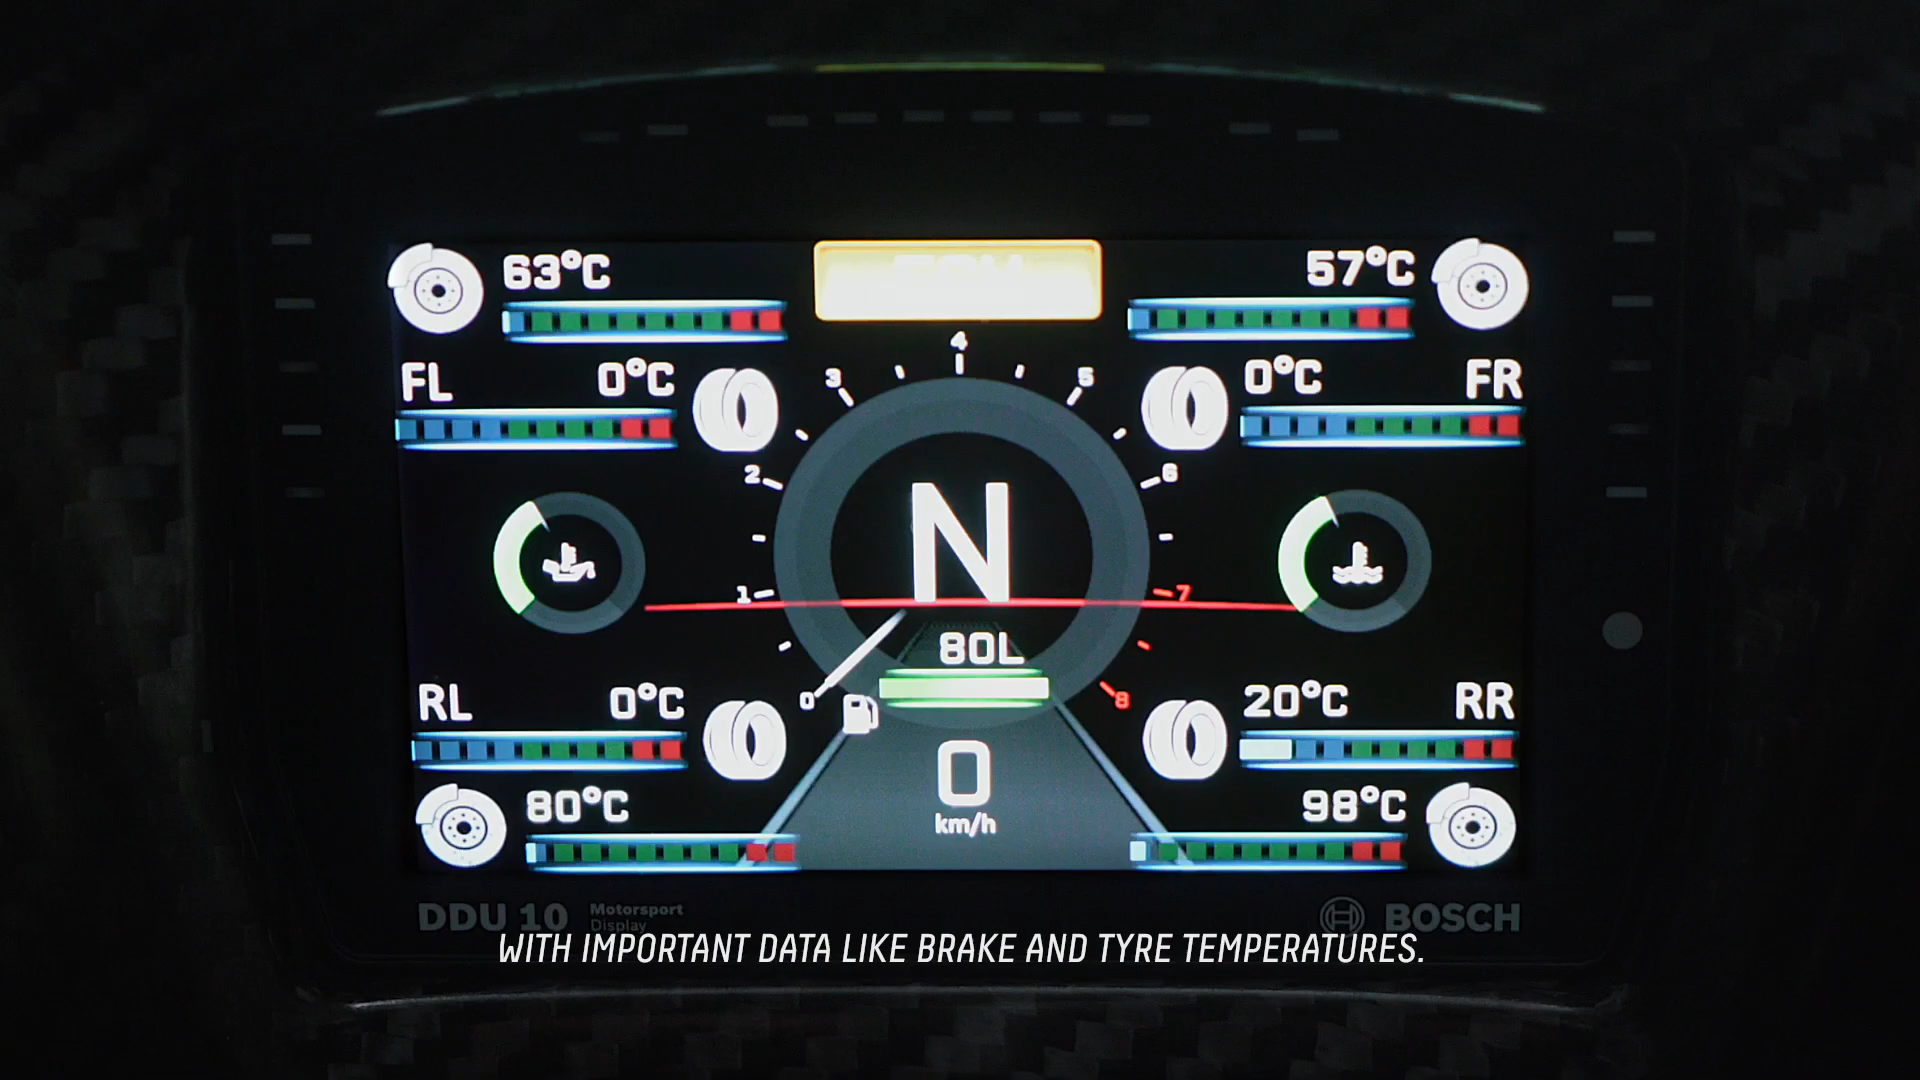 63°C
57°C
4
FL 0°C
3
5
0°C FR
2
6
N
1
7
80L
RL 0°C
0
8
20°C RR
0
km/h
80°C
98°C
DDU 10 Motorsport Display
BOSCH
WITH IMPORTANT DATA LIKE BRAKE AND TYRE TEMPERATURES.